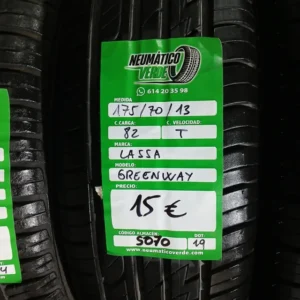 NEUMÁTICO
VERDE
614 20 35 98
MEDIDA
175/70/13
C. CARGA: C. VELOCIDAD:
82 T
MARCA:
LASSA
MODELO:
GREENWAY
PRECIO:
15 €
CÓDIGO ALMACÉN: DOT:
5070 19
www.neumaticoverde.com